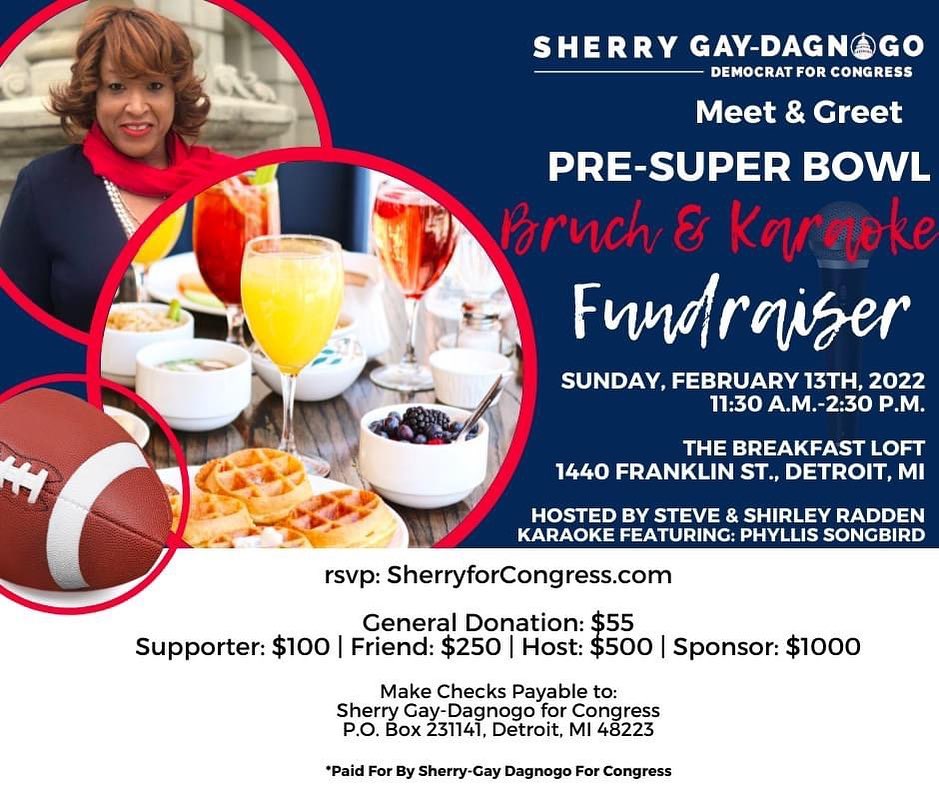 SHERRY GAY-DAGNOGO
DEMOCRAT FOR CONGRESS
Meet & Greet
PRE-SUPER BOWL
Bruch & Karaoke
Fundraiser
SUNDAY, FEBRUARY 13TH, 2022
11:30 A.M.-2:30 P.M.
THE BREAKFAST LOFT
1440 FRANKLIN ST., DETROIT, MI
HOSTED BY STEVE & SHIRLEY RADDEN
KARAOKE FEATURING: PHYLLIS SONGBIRD
rsvp: SherryforCongress.com
General Donation: $55
Supporter: $100 | Friend: $250 | Host: $500 | Sponsor: $1000
Make Checks Payable to:
Sherry Gay-Dagnogo for Congress
P.O. Box 231141, Detroit, MI 48223
*Paid For By Sherry-Gay Dagnogo For Congress